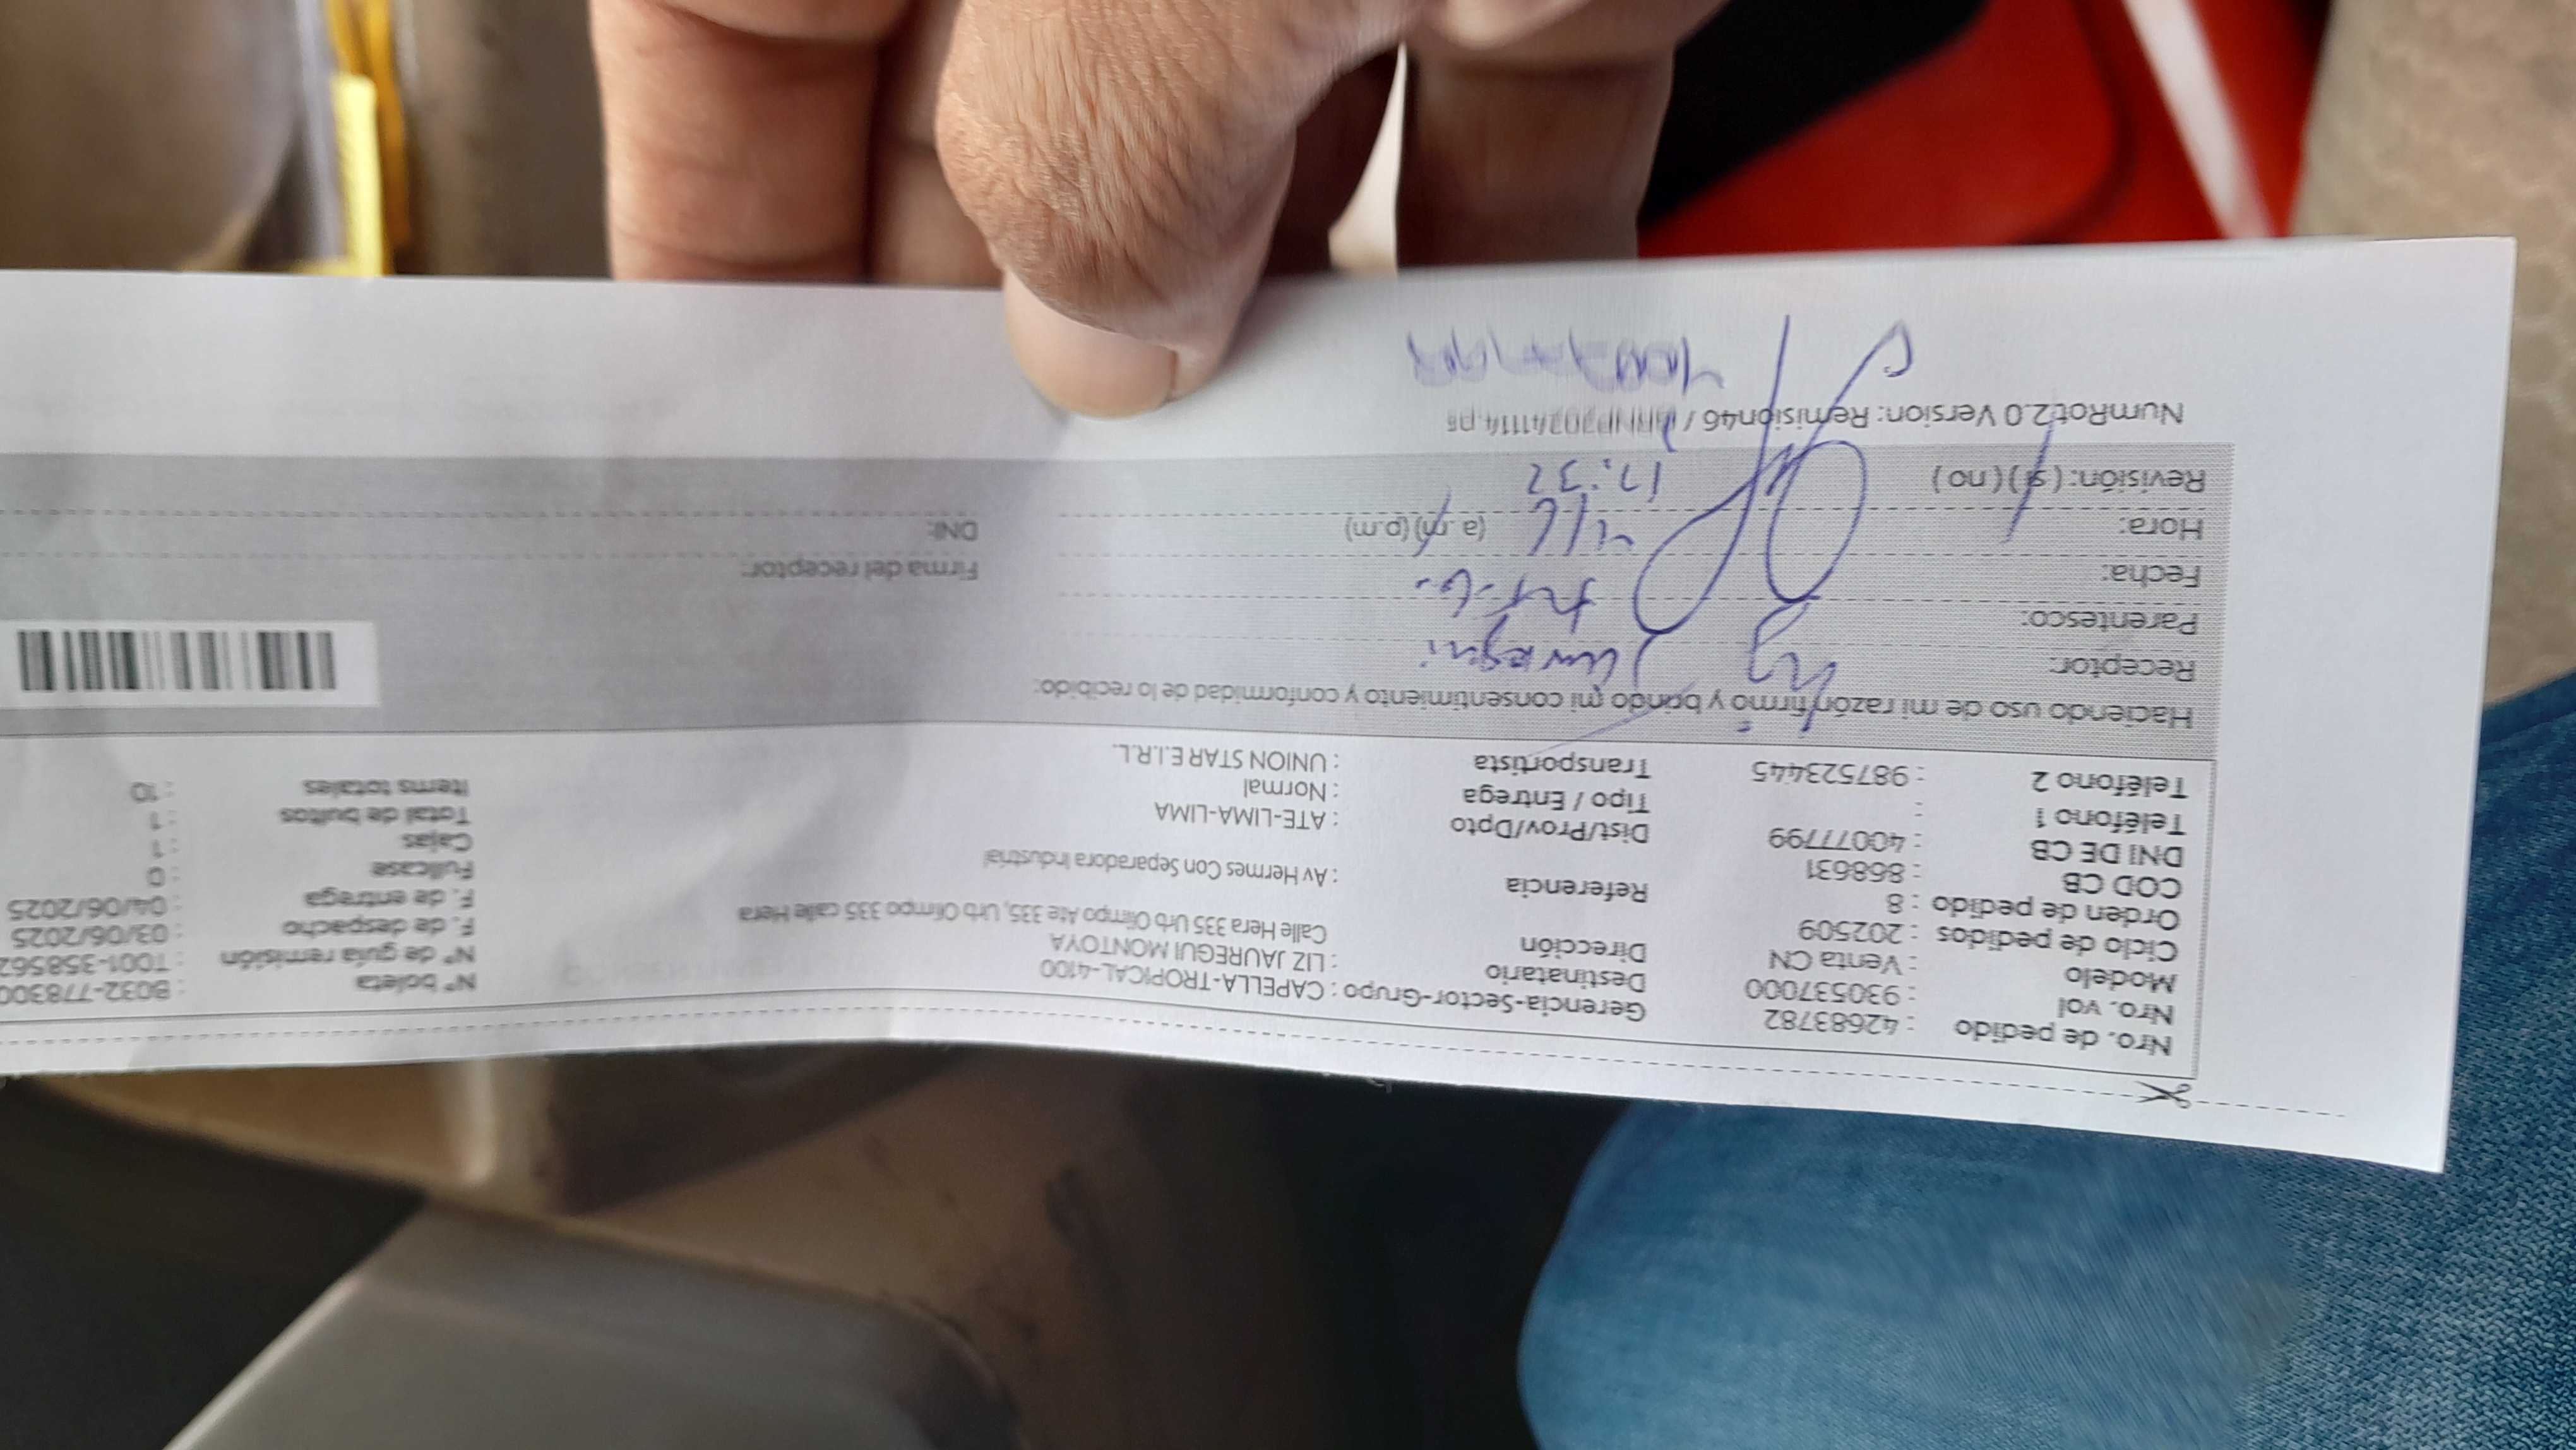 Nro. de pedido : 42683782 Gerencia-Sector-Grupo : CAPELLA-TROPICAL-4100 N° boleta : B032-778300
Nro. vol : 930537000 Destinatario : LIZ JAUREGUI MONTOYA N° de guía remisión : T001-358562
Modelo : Venta CN Dirección Calle Hera 335 Urb Olimpo Ate 335, Urb Olimpo 335 calle Hera F. de despacho : 03/06/2025
Ciclo de pedidos : 202509 F. de entrega : 04/06/2025
Orden de pedido : 8 Referencia : Av Hermes Con Separadora Industrial Fullcase : 0
COD CB : 868631 Cajas : 1
DNI DE CB : 40077799 Dist/Prov/Dpto : ATE-LIMA-LIMA Total de bultos : 1
Teléfono 1 : Tipo / Entrega : Normal Items totales : 10
Teléfono 2 : 987523445 Transportista : UNION STAR E.I.R.L.
Haciendo uso de mi razón firmo y brindo mi consentimiento y conformidad de lo recibido:
Receptor: Liz Jauregui
Parentesco:
Fecha: 4/6 Firma del receptor:
Hora: (a.m) (p.m) DNI:
Revisión: ( si ) ( no ) 17:32
NumRot2.0 Version: Remision46 /